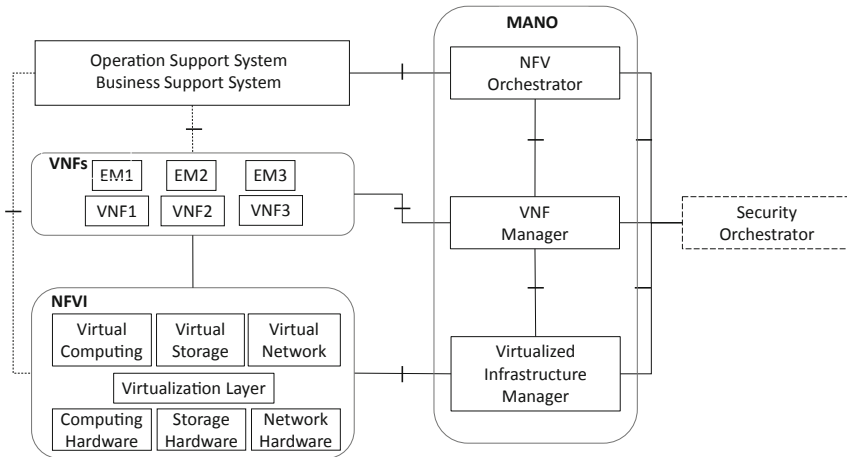 MANO
Operation Support System
Business Support System
NFV
Orchestrator
VNFs
EM1
EM2
EM3
VNF1
VNF2
VNF3
VNF
Manager
Security
Orchestrator
NFVI
Virtual
Computing
Virtual
Storage
Virtual
Network
Virtualized
Infrastructure
Manager
Virtualization Layer
Computing
Hardware
Storage
Hardware
Network
Hardware